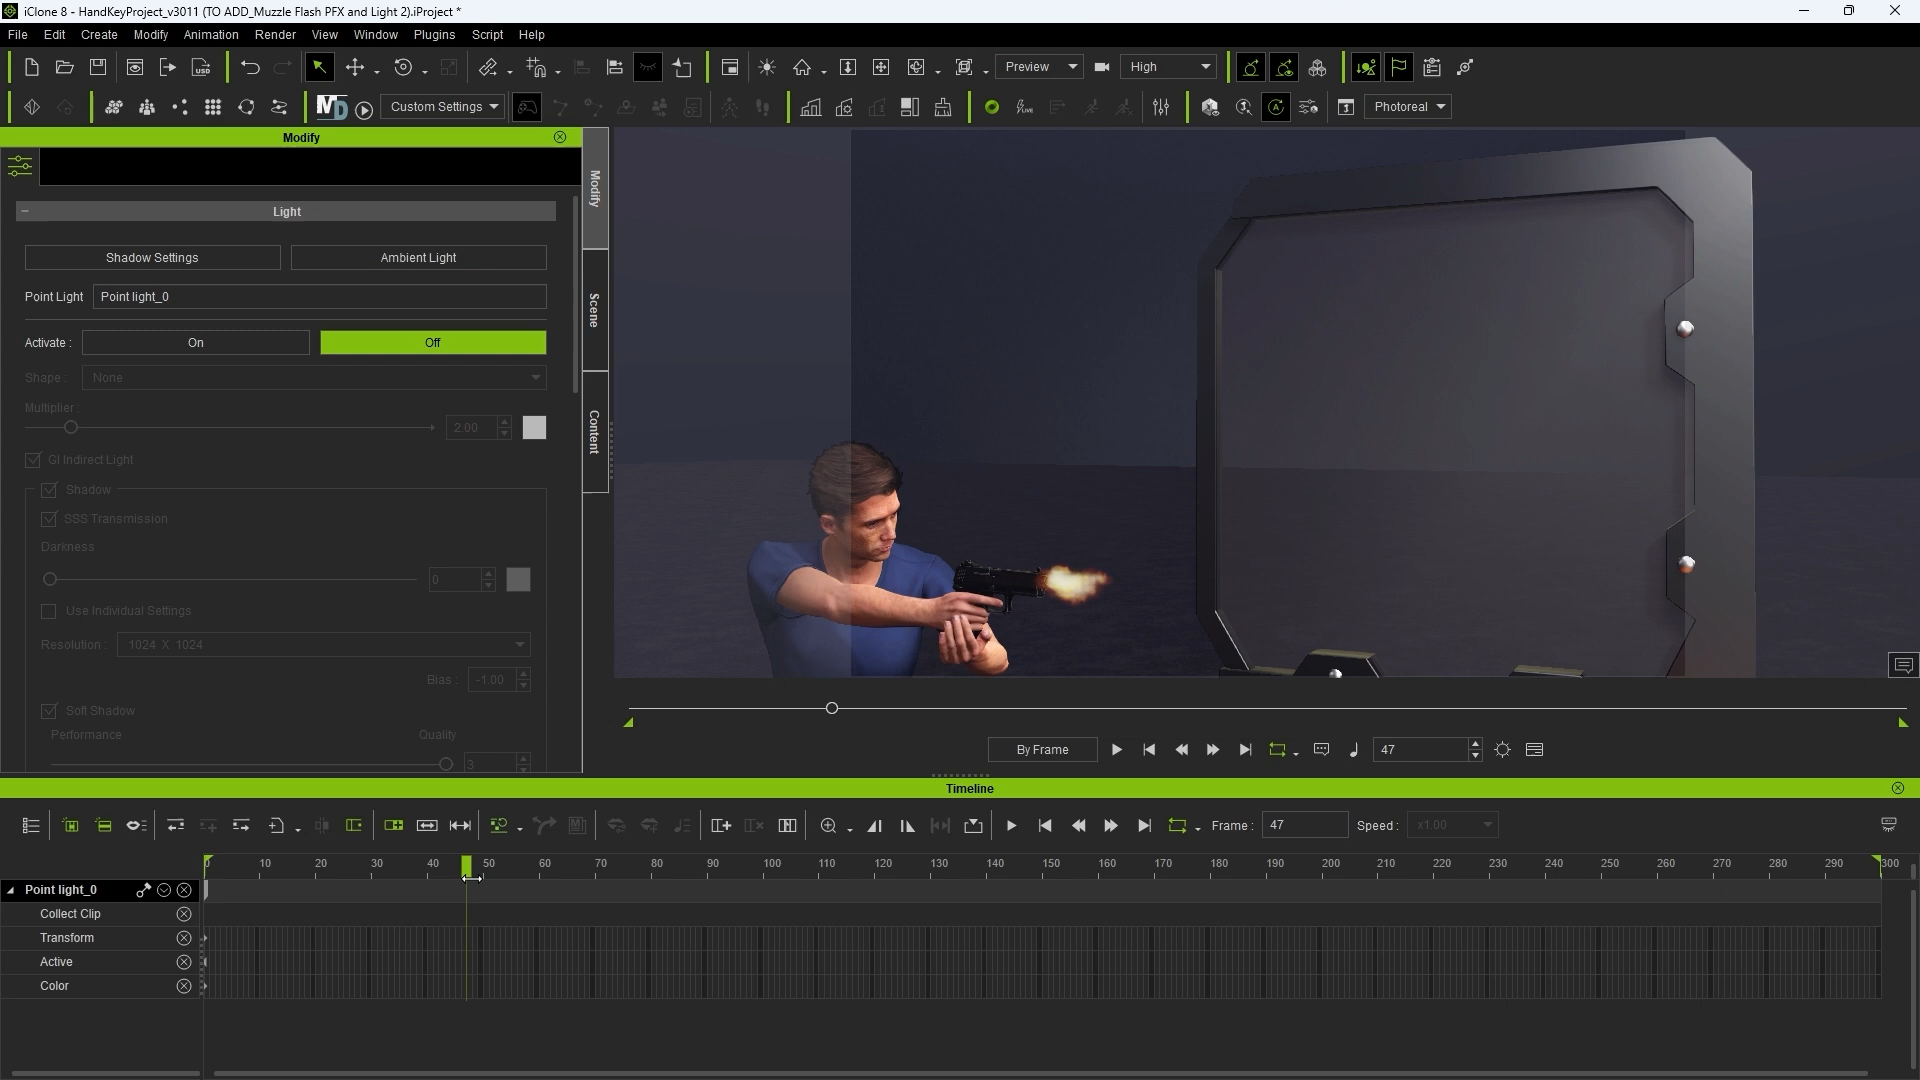 iClone 8 - HandKeyProject_v3011 (TO ADD_Muzzle Flash PFX and Light 2).iProject *
File Edit Create Modify Animation Render View Window Plugins Script Help
USD Preview High
MD Custom Settings LIVE Photoreal
Modify
Light
Shadow Settings Ambient Light
Point Light Point light_0
Activate : On Off
Shape : None
Multiplier :
2.00
GI Indirect Light
Shadow
SSS Transmission
Darkness
0
Use Individual Settings
Resolution : 1024 X 1024
Bias : -1.00
Soft Shadow
Performance Quality
3
Modify
Scene
Content
By Frame 47
Timeline
Frame : 47 Speed : x1.00
0 10 20 30 40 50 60 70 80 90 100 110 120 130 140 150 160 170 180 190 200 210 220 230 240 250 260 270 280 290 300
Point light_0
Collect Clip
Transform
Active
Color